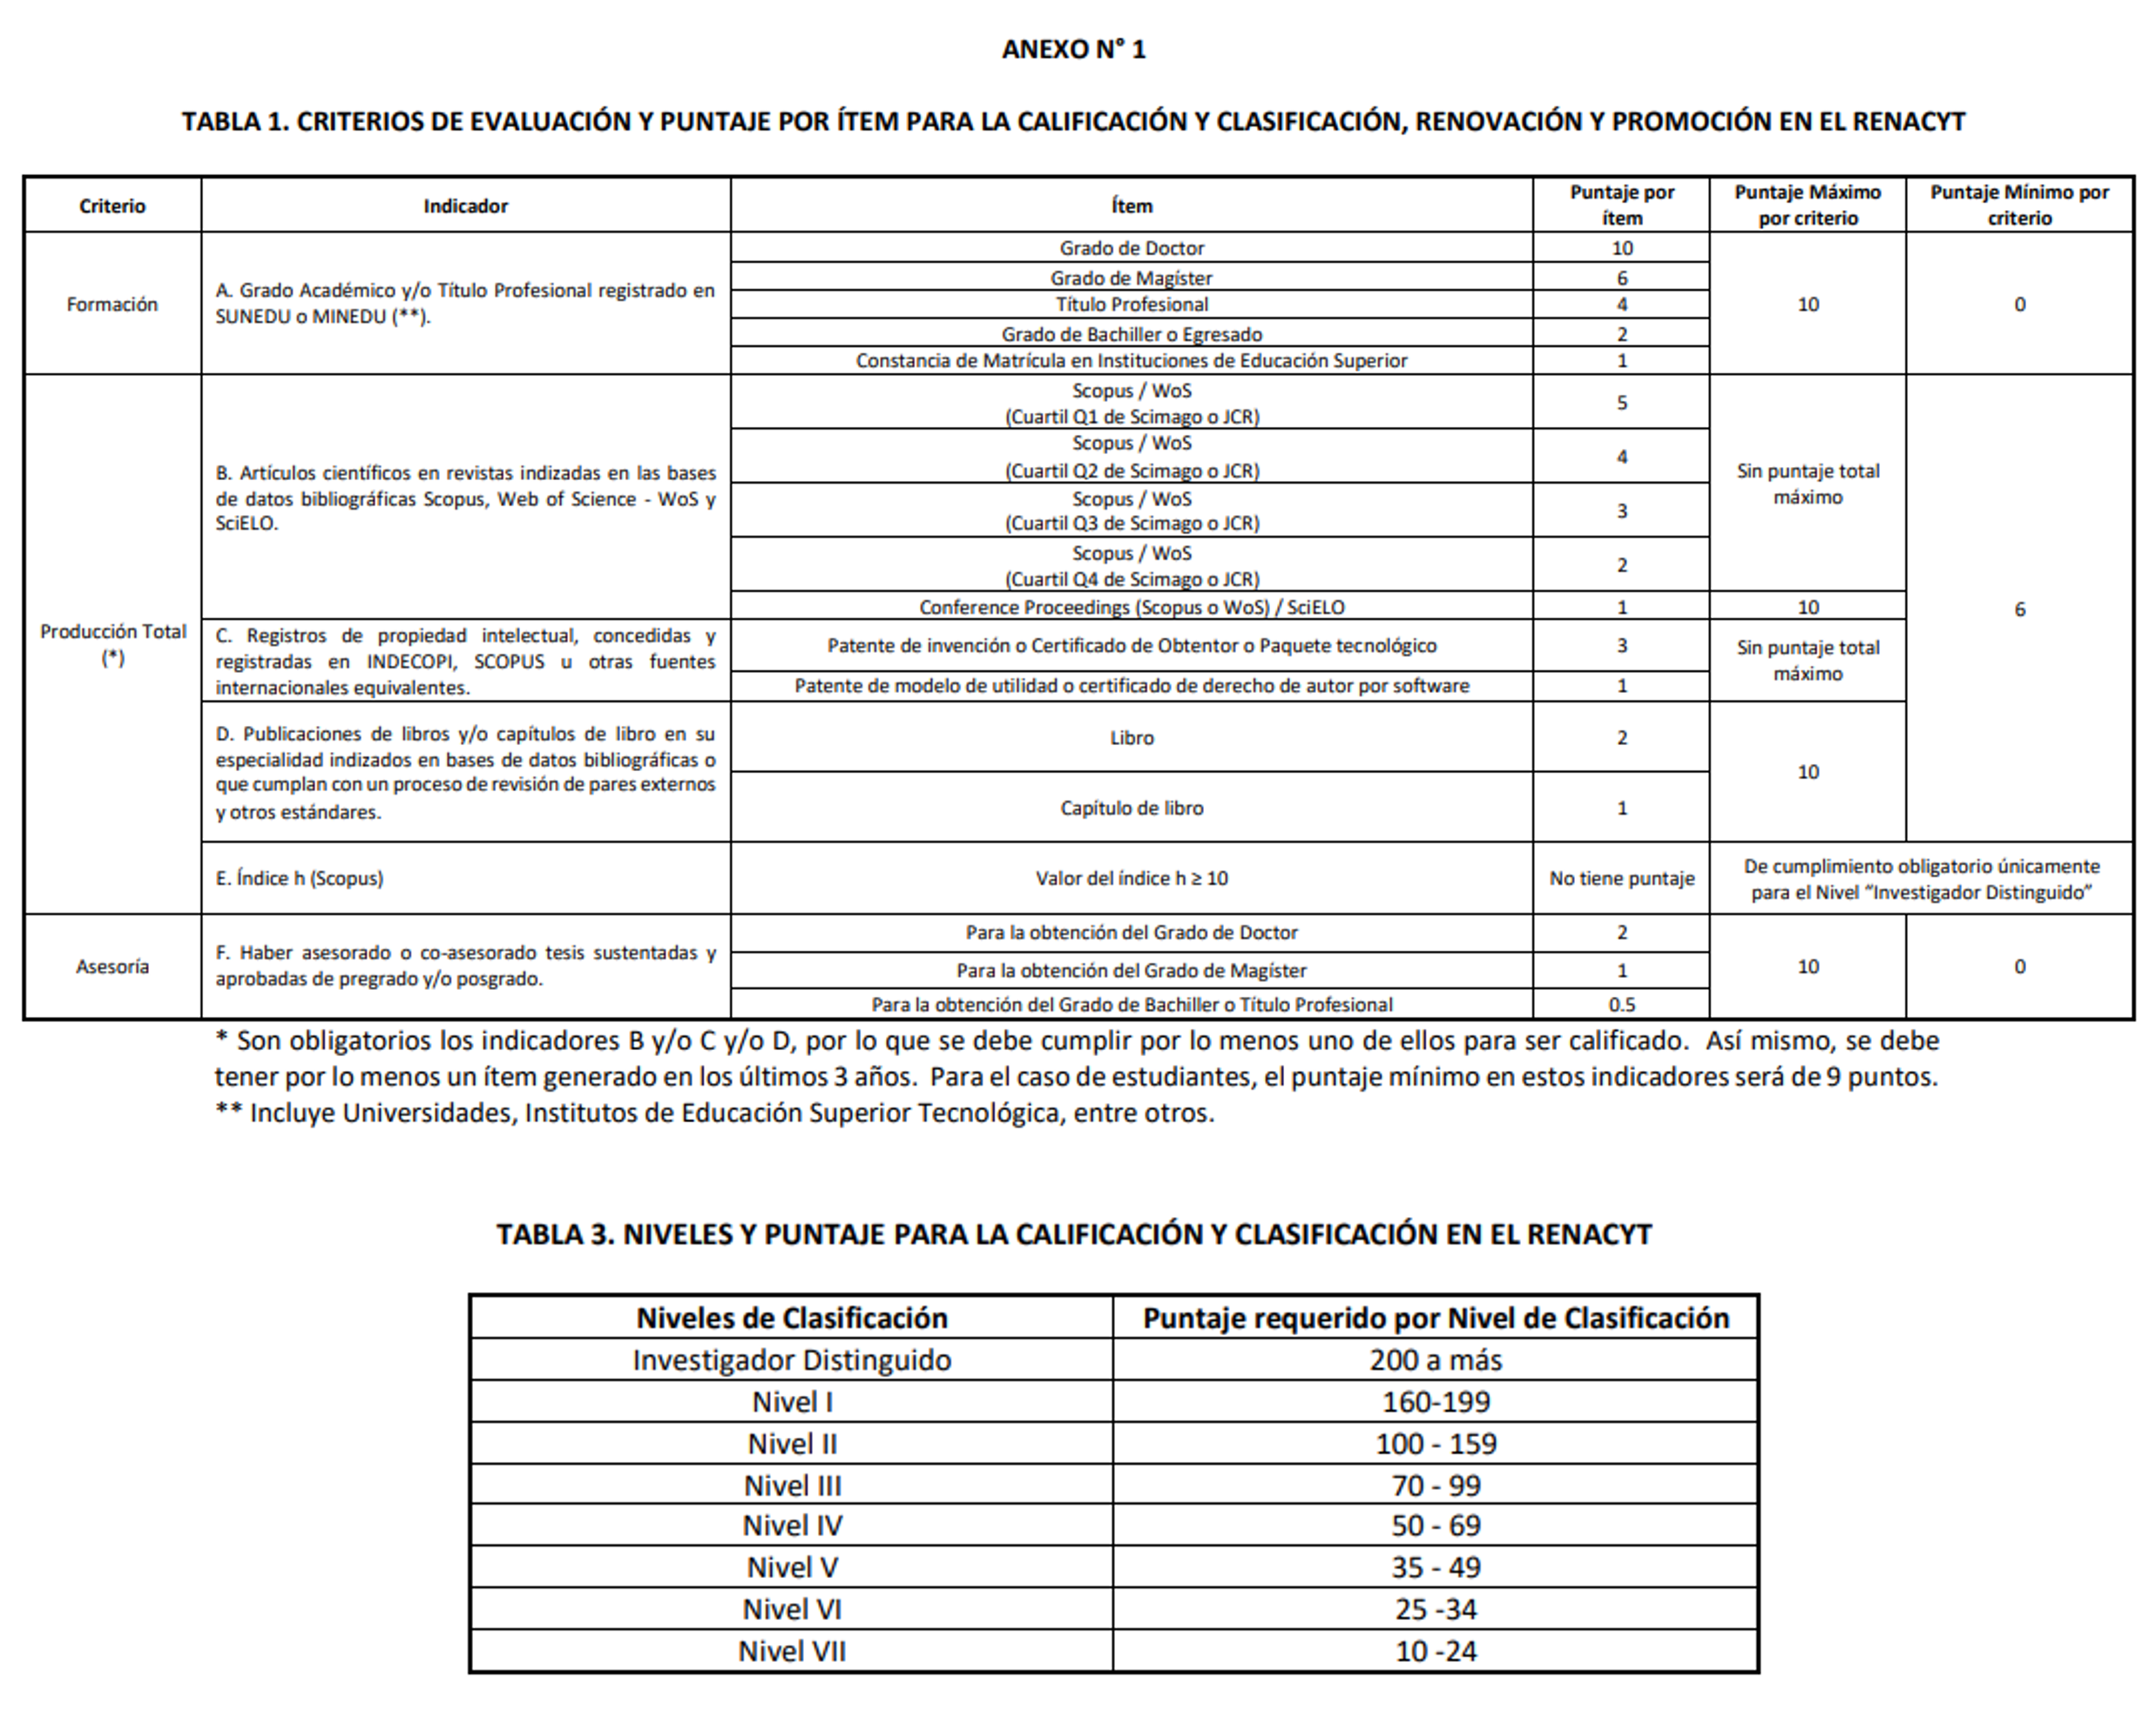 ANEXO N° 1
TABLA 1. CRITERIOS DE EVALUACIÓN Y PUNTAJE POR ÍTEM PARA LA CALIFICACIÓN Y CLASIFICACIÓN, RENOVACIÓN Y PROMOCIÓN EN EL RENACYT
Criterio
Indicador
Ítem
Puntaje por
ítem
Puntaje Máximo
por criterio
Puntaje Mínimo por
criterio
Formación
A. Grado Académico y/o Título Profesional registrado en
SUNEDU o MINEDU (**).
Grado de Doctor
10
Grado de Magíster
6
Título Profesional
4
Grado de Bachiller o Egresado
2
Constancia de Matrícula en Instituciones de Educación Superior
1
10
0
Producción Total
(*)
B. Artículos científicos en revistas indizadas en las bases
de datos bibliográficas Scopus, Web of Science - WoS y
SciELO.
Scopus / WoS
(Cuartil Q1 de Scimago o JCR)
5
Scopus / WoS
(Cuartil Q2 de Scimago o JCR)
4
Scopus / WoS
(Cuartil Q3 de Scimago o JCR)
3
Scopus / WoS
(Cuartil Q4 de Scimago o JCR)
2
Sin puntaje total
máximo
Conference Proceedings (Scopus o WoS) / SciELO
1
10
6
C. Registros de propiedad intelectual, concedidas y
registradas en INDECOPI, SCOPUS u otras fuentes
internacionales equivalentes.
Patente de invención o Certificado de Obtentor o Paquete tecnológico
3
Patente de modelo de utilidad o certificado de derecho de autor por software
1
Sin puntaje total
máximo
D. Publicaciones de libros y/o capítulos de libro en su
especialidad indizados en bases de datos bibliográficas o
que cumplan con un proceso de revisión de pares externos
y otros estándares.
Libro
2
Capítulo de libro
1
10
E. Índice h (Scopus)
Valor del índice h ≥ 10
No tiene puntaje
De cumplimiento obligatorio únicamente
para el Nivel “Investigador Distinguido”
Asesoría
F. Haber asesorado o co-asesorado tesis sustentadas y
aprobadas de pregrado y/o posgrado.
Para la obtención del Grado de Doctor
2
Para la obtención del Grado de Magíster
1
Para la obtención del Grado de Bachiller o Título Profesional
0.5
10
0
* Son obligatorios los indicadores B y/o C y/o D, por lo que se debe cumplir por lo menos uno de ellos para ser calificado. Así mismo, se debe
tener por lo menos un ítem generado en los últimos 3 años. Para el caso de estudiantes, el puntaje mínimo en estos indicadores será de 9 puntos.
** Incluye Universidades, Institutos de Educación Superior Tecnológica, entre otros.
TABLA 3. NIVELES Y PUNTAJE PARA LA CALIFICACIÓN Y CLASIFICACIÓN EN EL RENACYT
Niveles de Clasificación
Puntaje requerido por Nivel de Clasificación
Investigador Distinguido
200 a más
Nivel I
160-199
Nivel II
100 - 159
Nivel III
70 - 99
Nivel IV
50 - 69
Nivel V
35 - 49
Nivel VI
25 -34
Nivel VII
10 -24